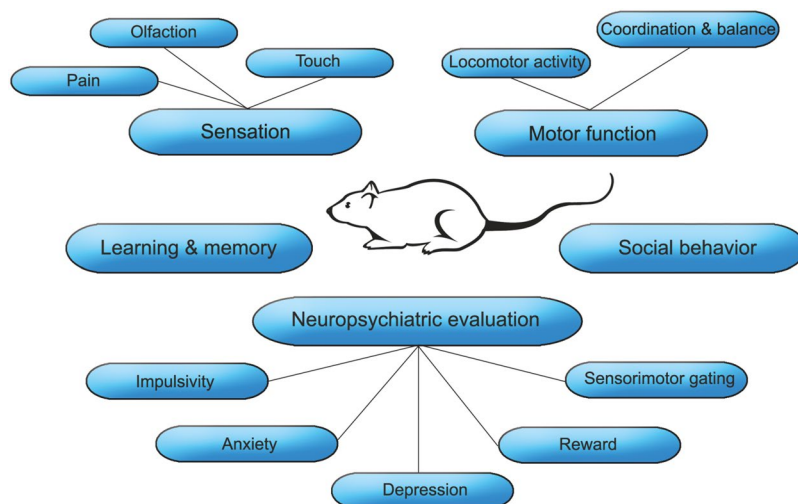 Olfaction
Coordination & balance
Touch
Locomotor activity
Pain
Sensation
Motor function
Learning & memory
Social behavior
Neuropsychiatric evaluation
Impulsivity
Sensorimotor gating
Anxiety
Reward
Depression